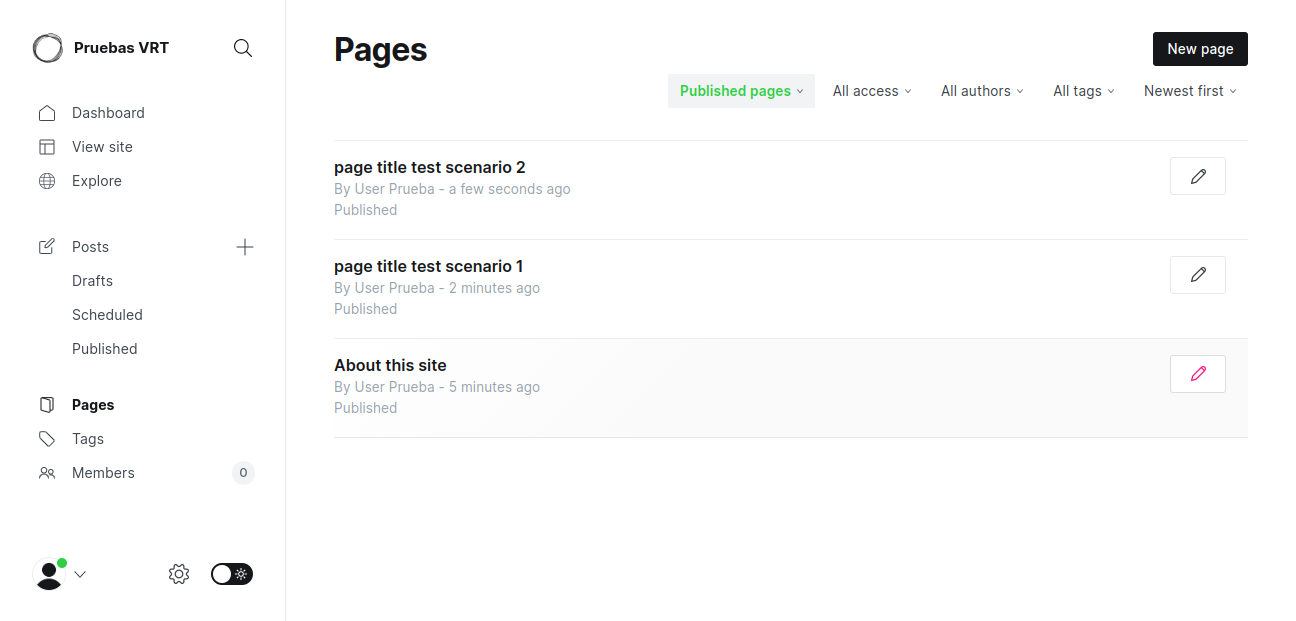 Pruebas VRT
Dashboard
View site
Explore
Posts
Drafts
Scheduled
Published
Pages
Tags
Members
0
Pages
New page
Published pages
All access
All authors
All tags
Newest first
page title test scenario 2
By User Prueba - a few seconds ago
Published
page title test scenario 1
By User Prueba - 2 minutes ago
Published
About this site
By User Prueba - 5 minutes ago
Published